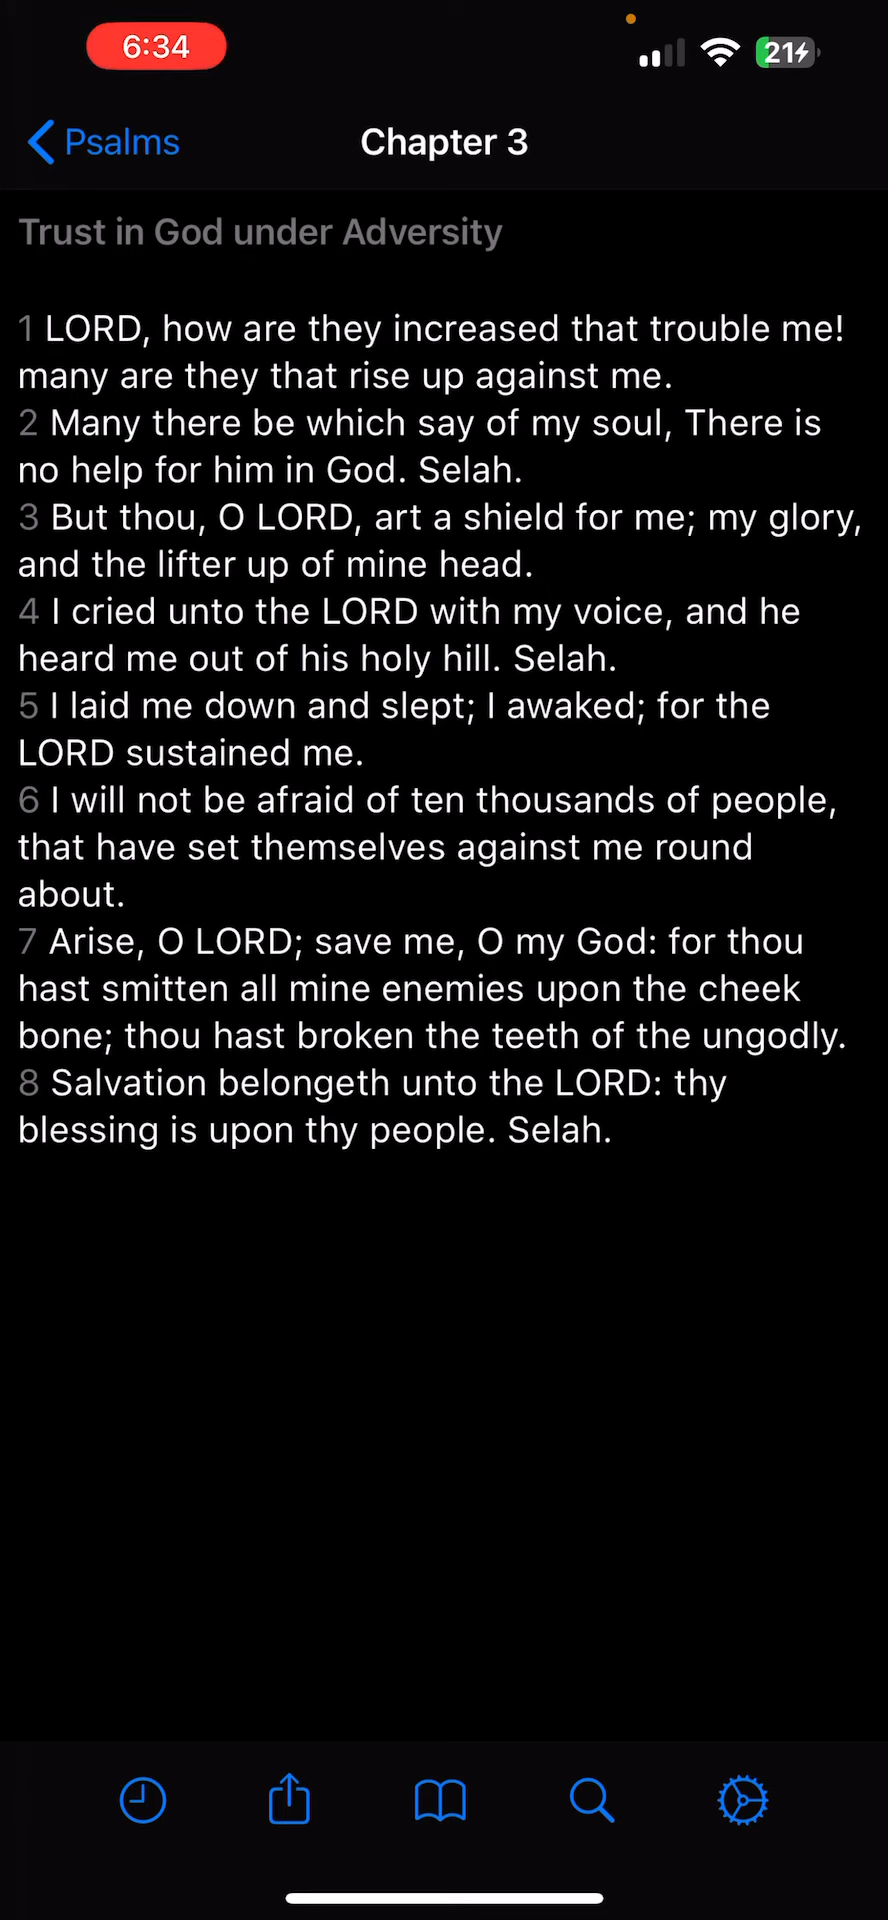 6:34
21
Psalms
Chapter 3
Trust in God under Adversity
1 LORD, how are they increased that trouble me!
many are they that rise up against me.
2 Many there be which say of my soul, There is
no help for him in God. Selah.
3 But thou, O LORD, art a shield for me; my glory,
and the lifter up of mine head.
4 I cried unto the LORD with my voice, and he
heard me out of his holy hill. Selah.
5 I laid me down and slept; I awaked; for the
LORD sustained me.
6 I will not be afraid of ten thousands of people,
that have set themselves against me round
about.
7 Arise, O LORD; save me, O my God: for thou
hast smitten all mine enemies upon the cheek
bone; thou hast broken the teeth of the ungodly.
8 Salvation belongeth unto the LORD: thy
blessing is upon thy people. Selah.